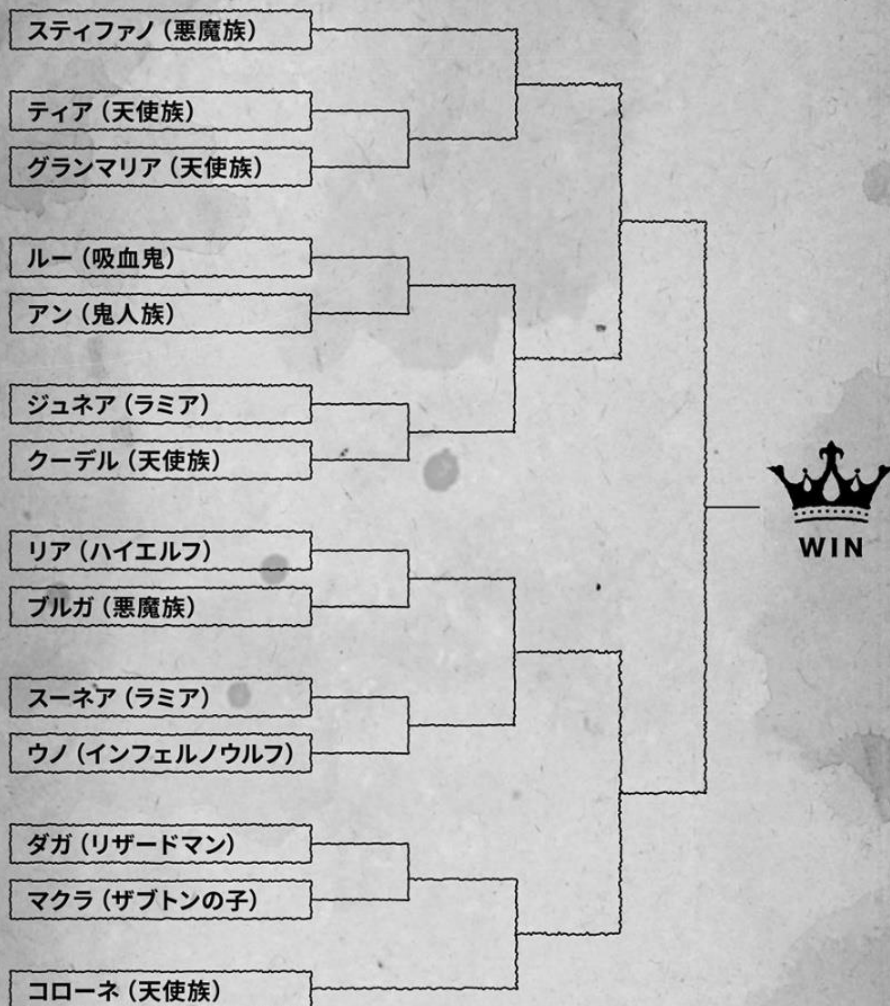 スティファノ（悪魔族）
ティア（天使族）
グランマリア（天使族）
ルー（吸血鬼）
アン（鬼人族）
ジュネア（ラミア）
クーデル（天使族）
リア（ハイエルフ）
ブルガ（悪魔族）
スーネア（ラミア）
ウノ（インフェルノウルフ）
ダガ（リザードマン）
マクラ（ザブトンの子）
コローネ（天使族）
WIN